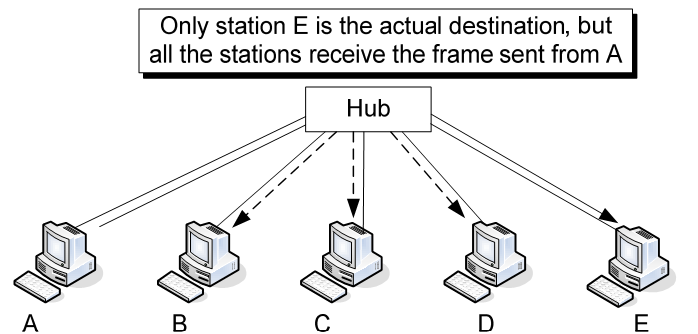 Only station E is the actual destination, but
all the stations receive the frame sent from A
Hub
A
B
C
D
E